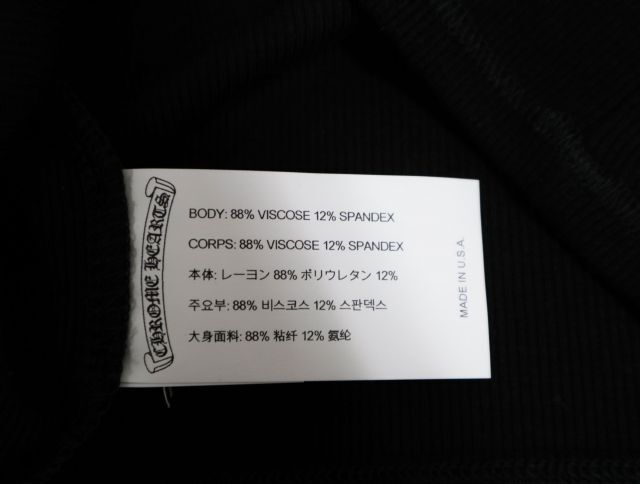 CHROME HEARTS
BODY: 88% VISCOSE 12% SPANDEX
CORPS: 88% VISCOSE 12% SPANDEX
本体: レーヨン 88% ポリウレタン 12%
주요부: 88% 비스코스 12% 스판덱스
大身面料: 88% 粘纤 12% 氨纶
MADE IN U.S.A.